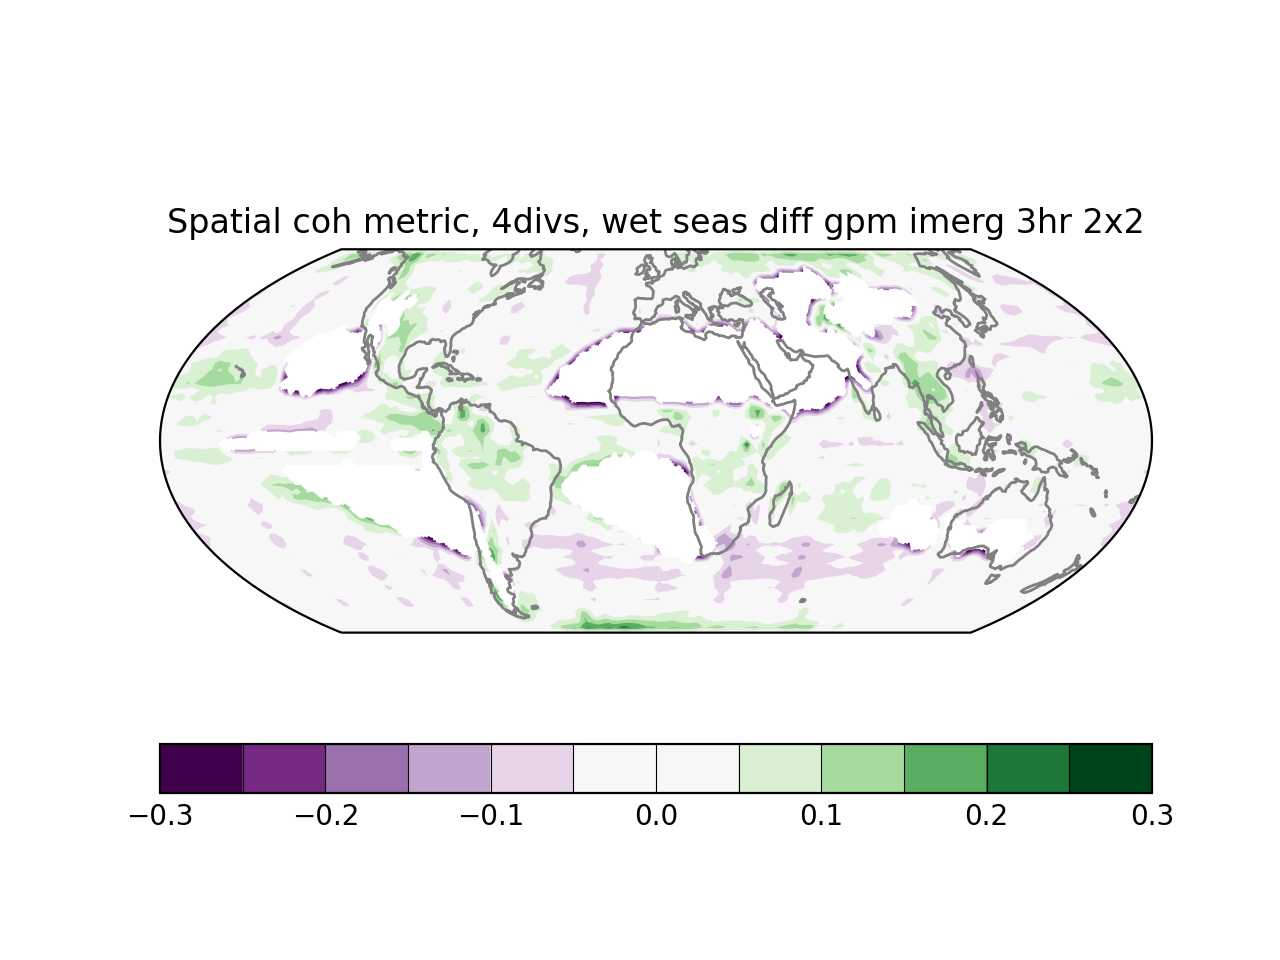 Spatial coh metric, 4divs, wet seas diff gpm imerg 3hr 2x2
−0.3 −0.2 −0.1 0.0 0.1 0.2 0.3